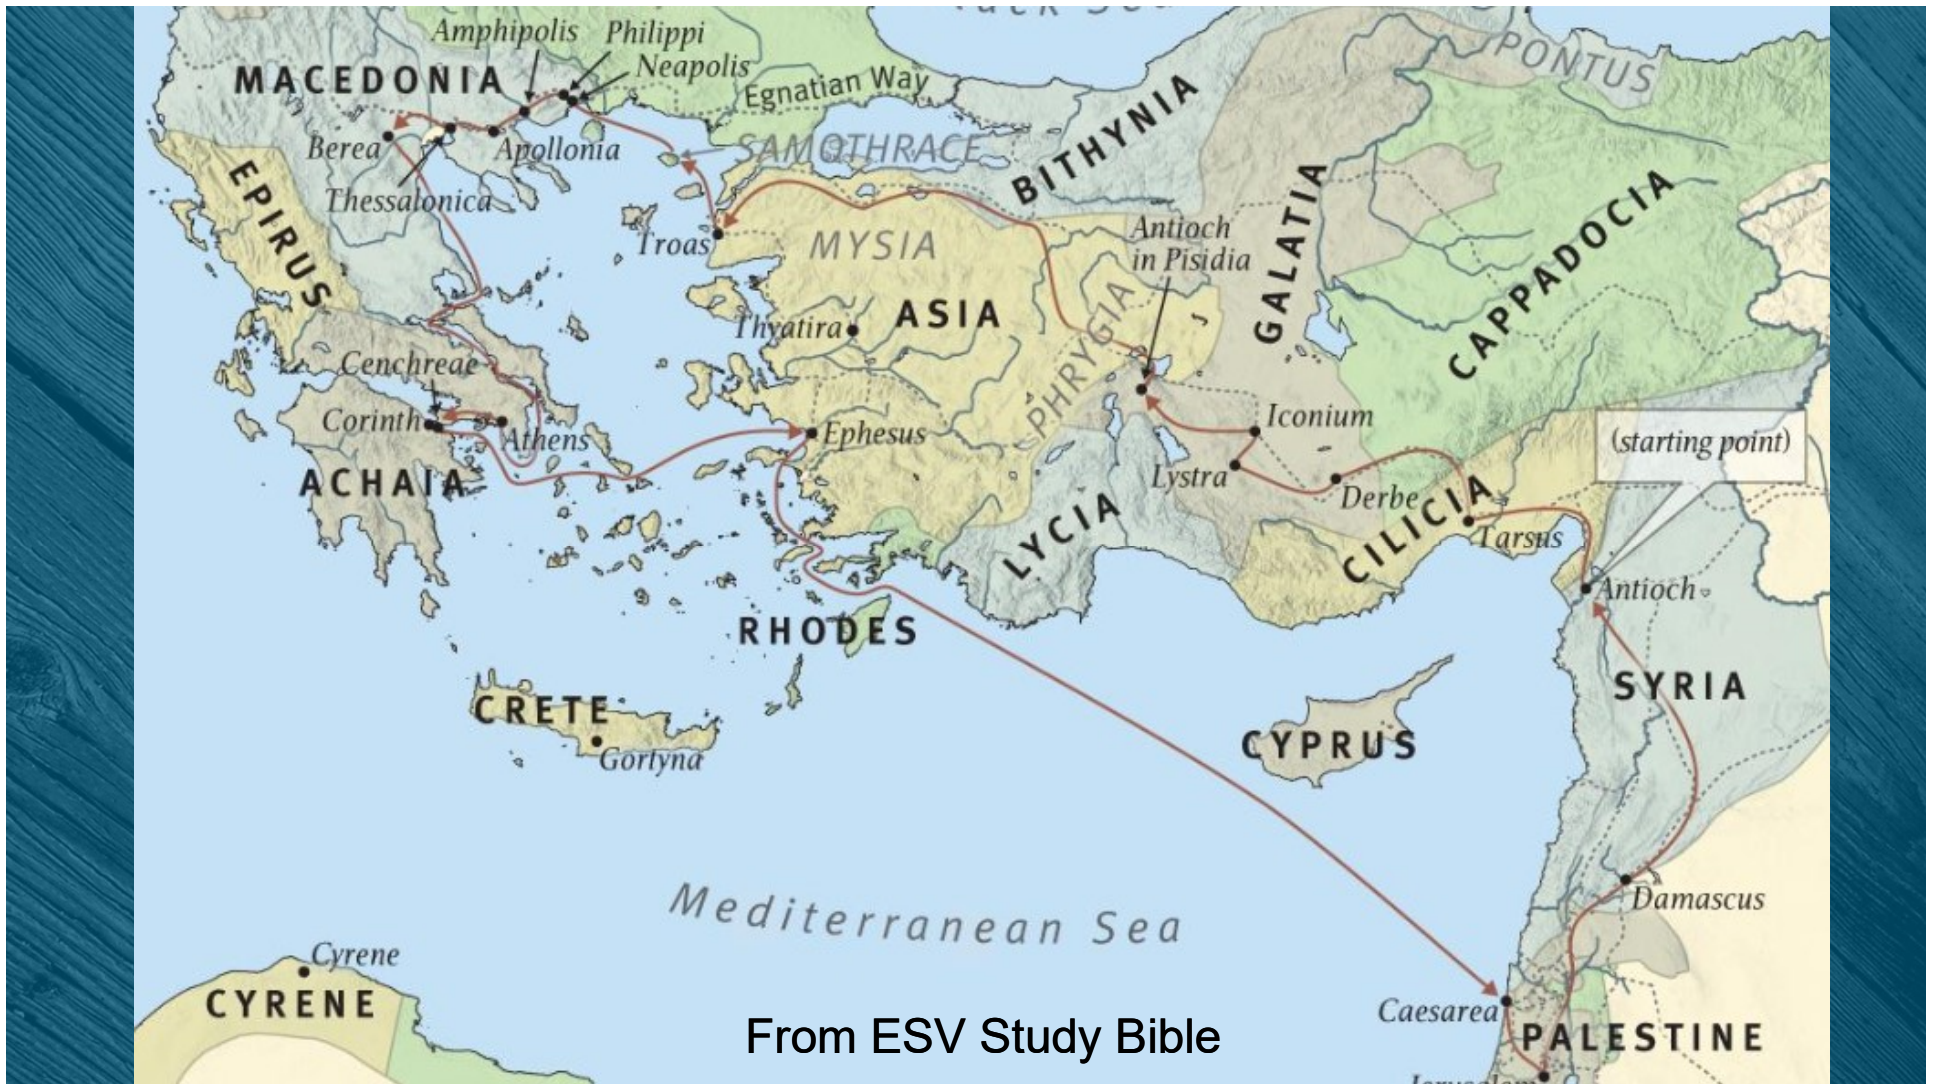 Amphipolis
Philippi
Neapolis
MACEDONIA
Egnatian Way
PONTUS
SAMOTHRACE
BITHYNIA
Berea
Apollonia
Thessalonica
EPIRUS
Troas
MYSIA
Antioch
in Pisidia
GALATIA
CAPPADOCIA
Thyatira
ASIA
PHRYGIA
Cenchreae
Corinth
Athens
Ephesus
Iconium
(starting point)
ACHAIA
Lystra
Derbe
LYCIA
CILICIA
Tarsus
Antioch
RHODES
SYRIA
CRETE
Gortyna
CYPRUS
Mediterranean Sea
Damascus
Cyrene
CYRENE
Caesarea
PALESTINE
From ESV Study Bible